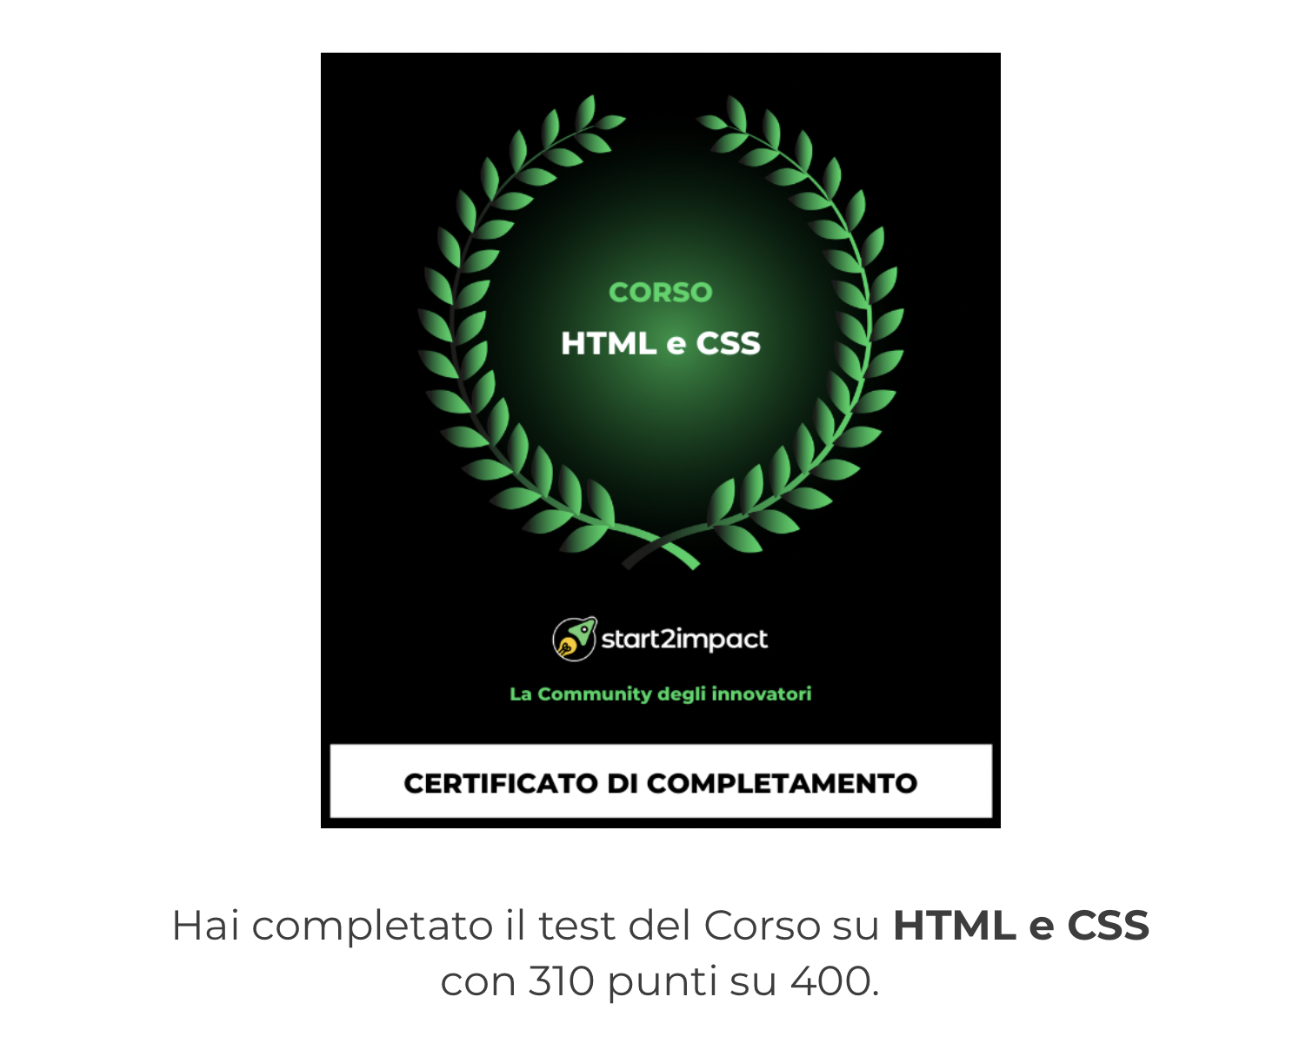 CORSO
HTML e CSS
start2impact
La Community degli innovatori
CERTIFICATO DI COMPLETAMENTO
Hai completato il test del Corso su HTML e CSS
con 310 punti su 400.